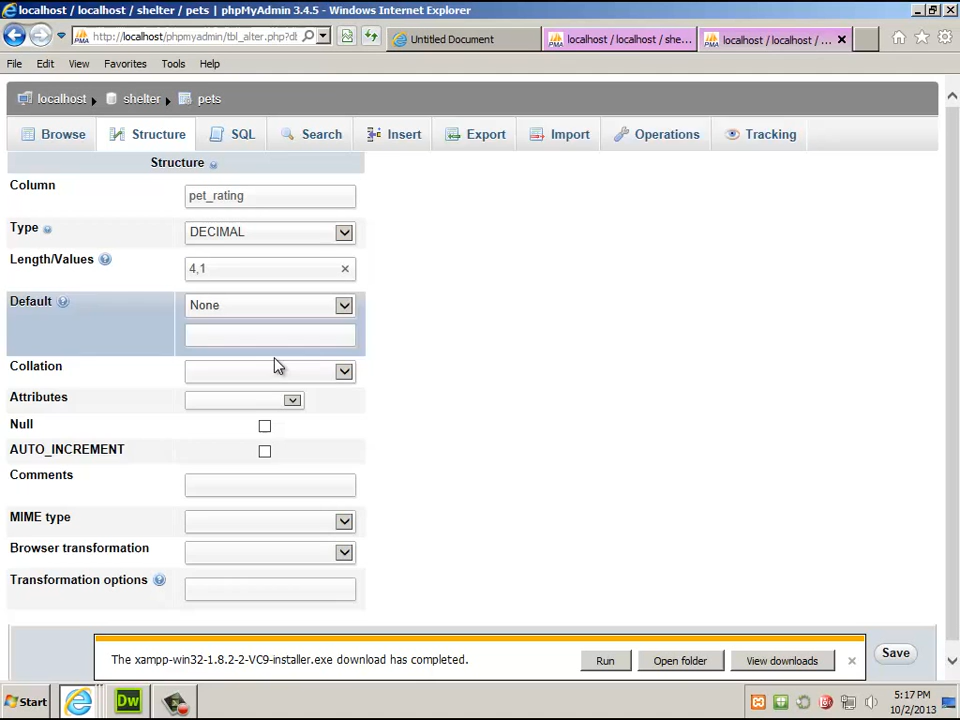 localhost / localhost / shelter / pets | phpMyAdmin 3.4.5 - Windows Internet Explorer
http://localhost/phpmyadmin/tbl_alter.php?dl
Untitled Document
localhost / localhost / she...
localhost / localhost / ...
File Edit View Favorites Tools Help
localhost shelter pets
Browse Structure SQL Search Insert Export Import Operations Tracking
Structure
Column pet_rating
Type DECIMAL
Length/Values 4,1
Default None
Collation
Attributes
Null
AUTO_INCREMENT
Comments
MIME type
Browser transformation
Transformation options
The xampp-win32-1.8.2-2-VC9-installer.exe download has completed. Run Open folder View downloads
Save
Start Dw
5:17 PM
10/2/2013